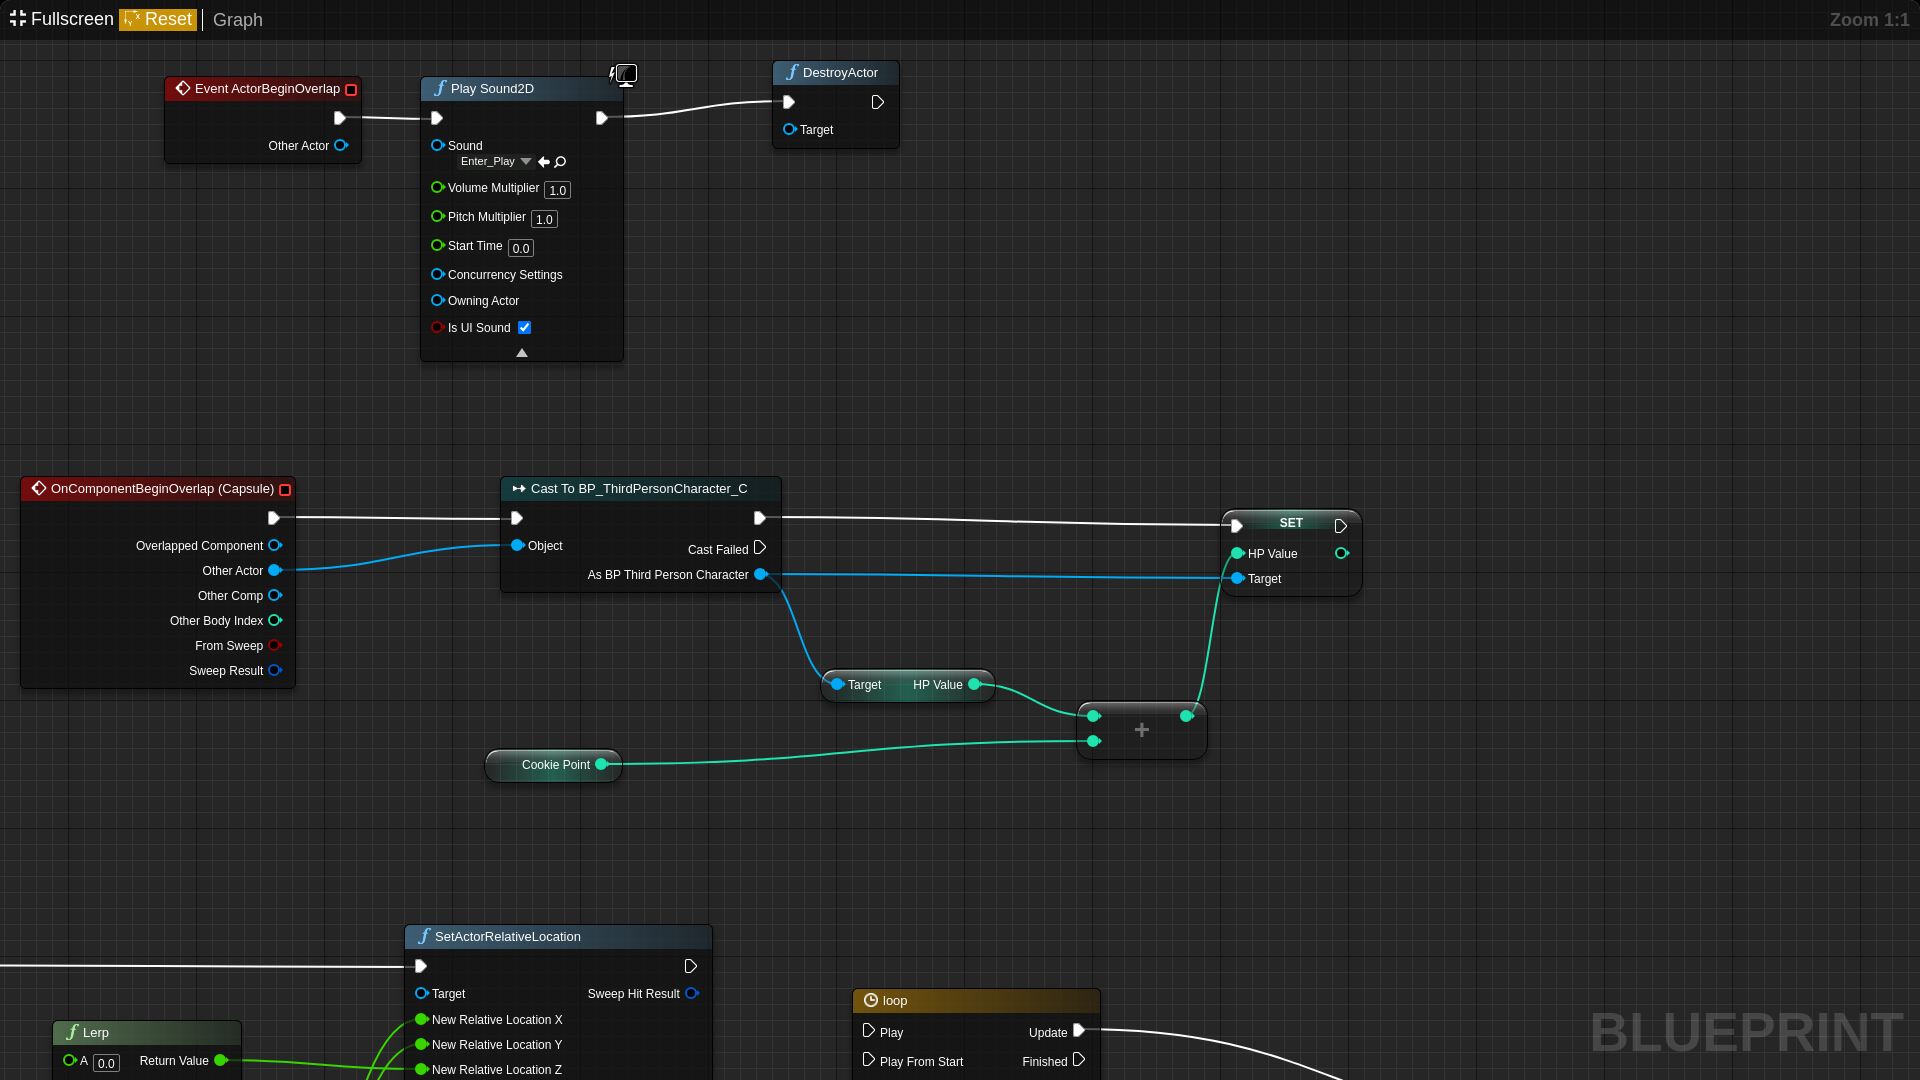 Fullscreen Reset Graph Zoom 1:1
Event ActorBeginOverlap
Other Actor
Play Sound2D
Sound
Enter_Play
Volume Multiplier 1.0
Pitch Multiplier 1.0
Start Time 0.0
Concurrency Settings
Owning Actor
Is UI Sound
DestroyActor
Target
OnComponentBeginOverlap (Capsule)
Overlapped Component
Other Actor
Other Comp
Other Body Index
From Sweep
Sweep Result
Cast To BP_ThirdPersonCharacter_C
Object
Cast Failed
As BP Third Person Character
SET
HP Value
Target
Target HP Value
+
Cookie Point
SetActorRelativeLocation
Target Sweep Hit Result
New Relative Location X
New Relative Location Y
New Relative Location Z
Lerp
A 0.0 Return Value
loop
Play Update
Play From Start Finished
BLUEPRINT